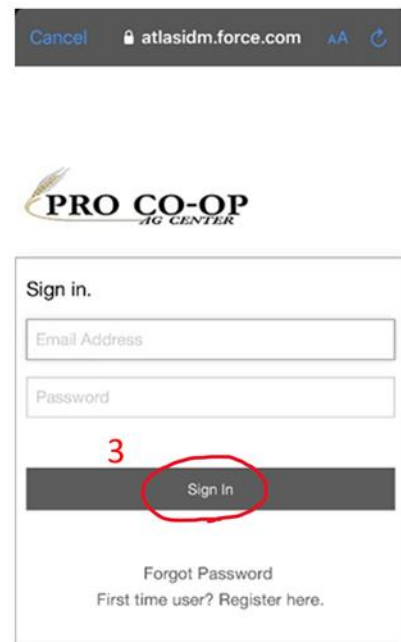 Cancel atlasidm.force.com AA
PRO CO-OP
AG CENTER
Sign in.
Email Address
Password
3
Sign In
Forgot Password
First time user? Register here.